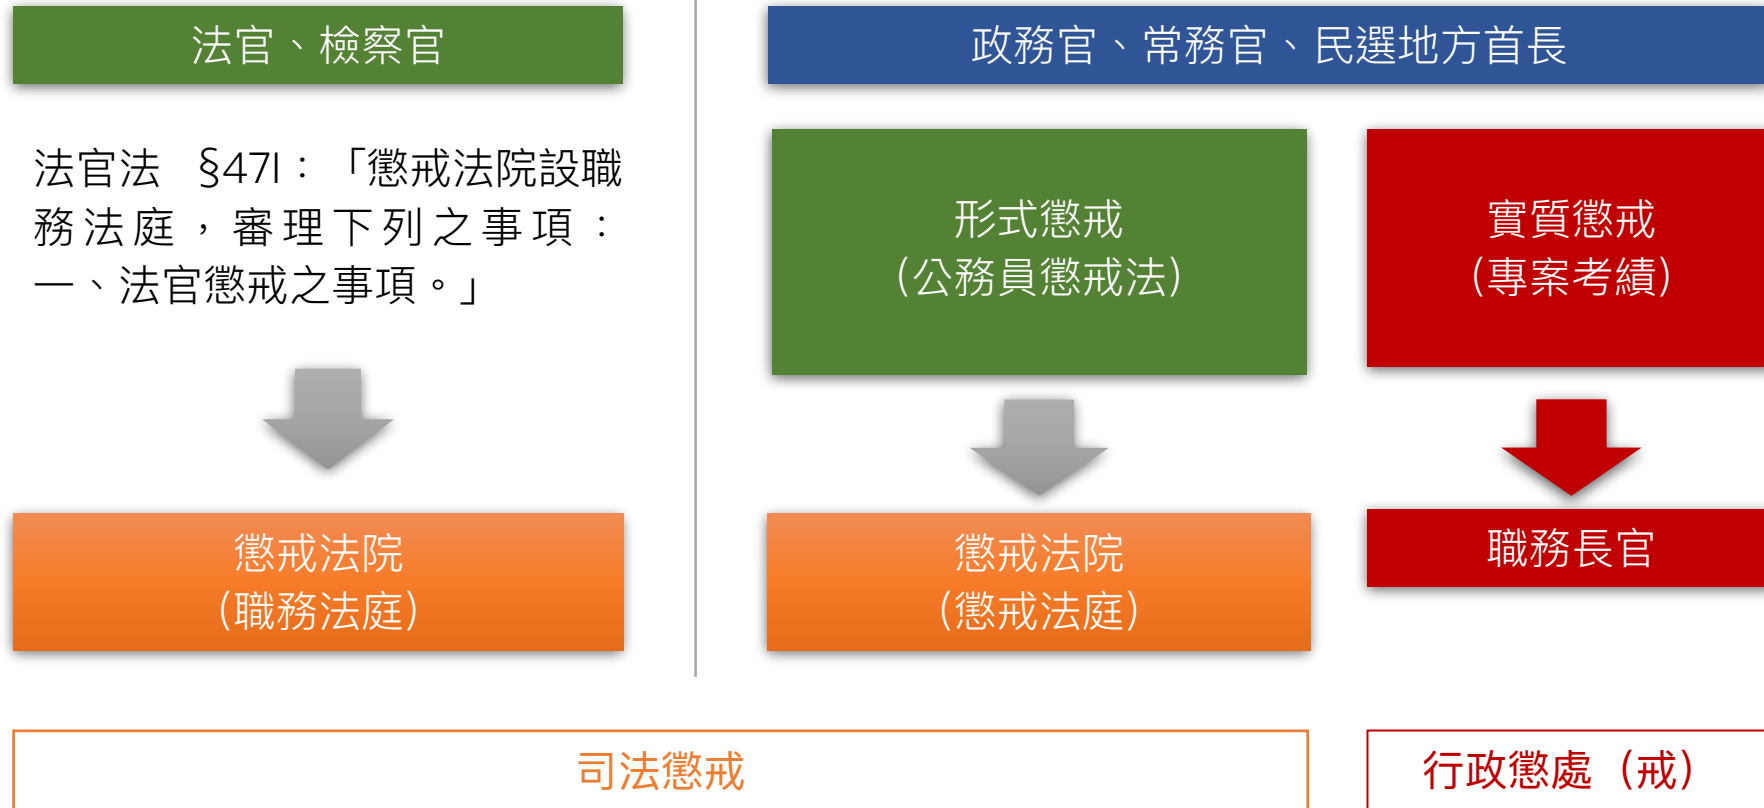 法官、檢察官
法官法 §47I：「懲戒法院設職
務法庭，審理下列之事項：
一、法官懲戒之事項。」
懲戒法院
（職務法庭）
政務官、常務官、民選地方首長
形式懲戒
（公務員懲戒法）
懲戒法院
（懲戒法庭）
實質懲戒
（專案考績）
職務長官
司法懲戒
行政懲處（戒）